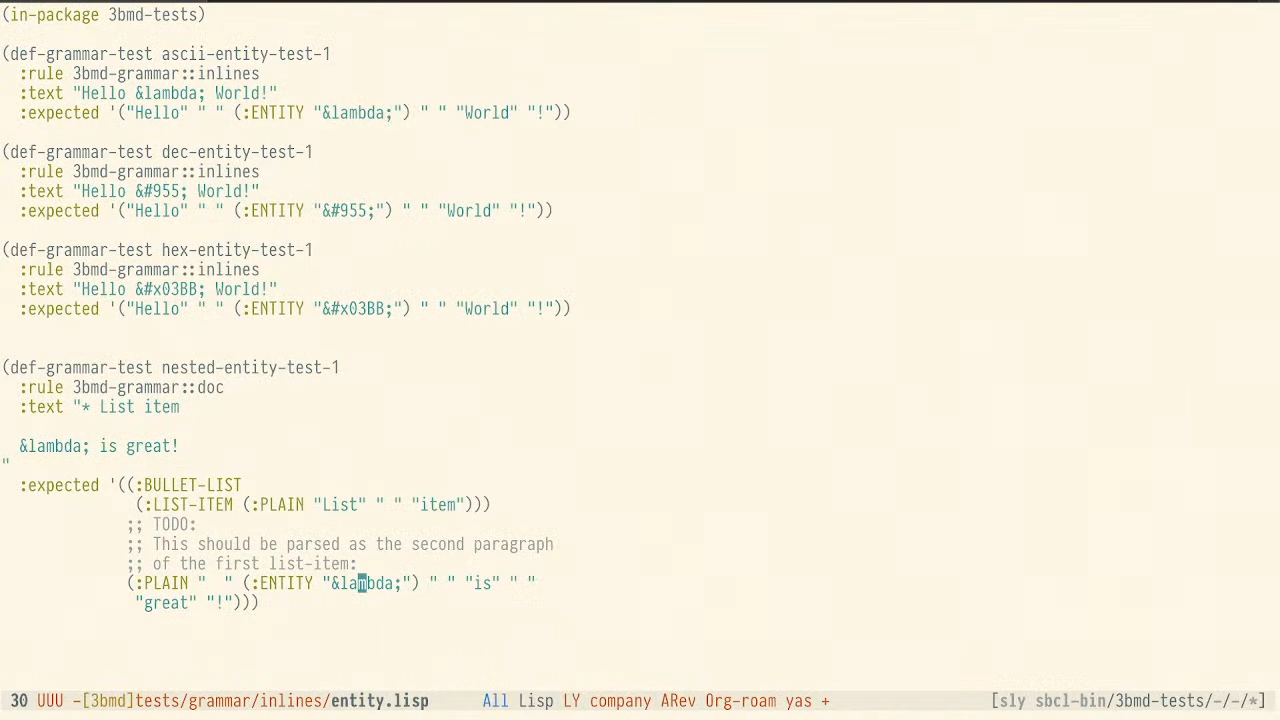 (in-package 3bmd-tests)

(def-grammar-test ascii-entity-test-1
  :rule 3bmd-grammar::inlines
  :text "Hello &lambda; World!"
  :expected '("Hello" " " (:ENTITY "&lambda;") " " "World" "!"))

(def-grammar-test dec-entity-test-1
  :rule 3bmd-grammar::inlines
  :text "Hello &#955; World!"
  :expected '("Hello" " " (:ENTITY "&#955;") " " "World" "!"))

(def-grammar-test hex-entity-test-1
  :rule 3bmd-grammar::inlines
  :text "Hello &#x03BB; World!"
  :expected '("Hello" " " (:ENTITY "&#x03BB;") " " "World" "!"))


(def-grammar-test nested-entity-test-1
  :rule 3bmd-grammar::doc
  :text "* List item

  &lambda; is great!
"
  :expected '((:BULLET-LIST
               (:LIST-ITEM (:PLAIN "List" " " "item")))
              ;; TODO:
              ;; This should be parsed as the second paragraph
              ;; of the first list-item:
              (:PLAIN "  " (:ENTITY "&lambda;") " " "is" " "
               "great" "!")))
30 UUU -[3bmd]tests/grammar/inlines/entity.lisp All Lisp LY company ARev Org-roam yas + [sly sbcl-bin/3bmd-tests/-/-/*]